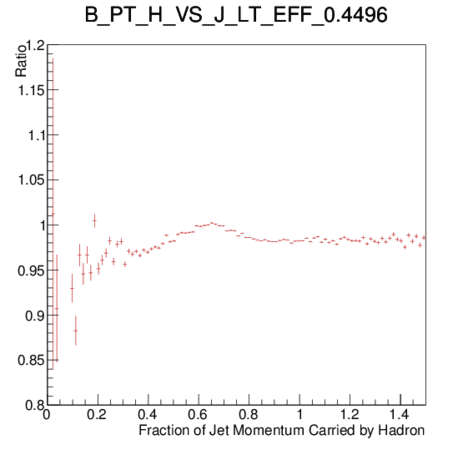 B_PT_H_VS_J_LT_EFF_0.4496
Ratio
1.2
1.15
1.1
1.05
1
0.95
0.9
0.85
0.8
0 0.2 0.4 0.6 0.8 1 1.2 1.4
Fraction of Jet Momentum Carried by Hadron